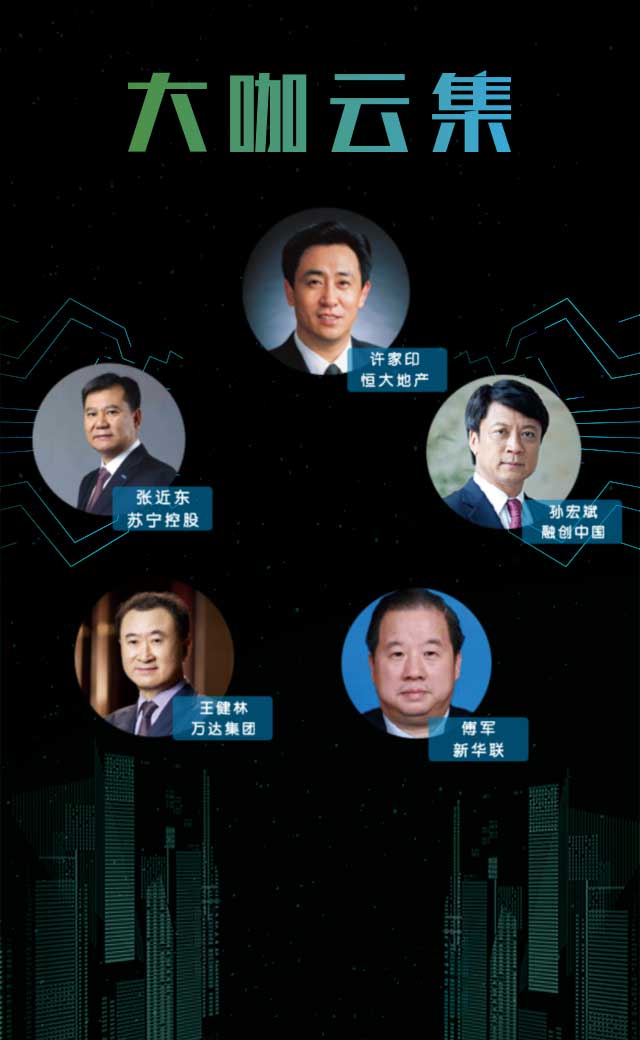 大咖云集
许家印
恒大地产
张近东
苏宁控股
孙宏斌
融创中国
王健林
万达集团
傅军
新华联